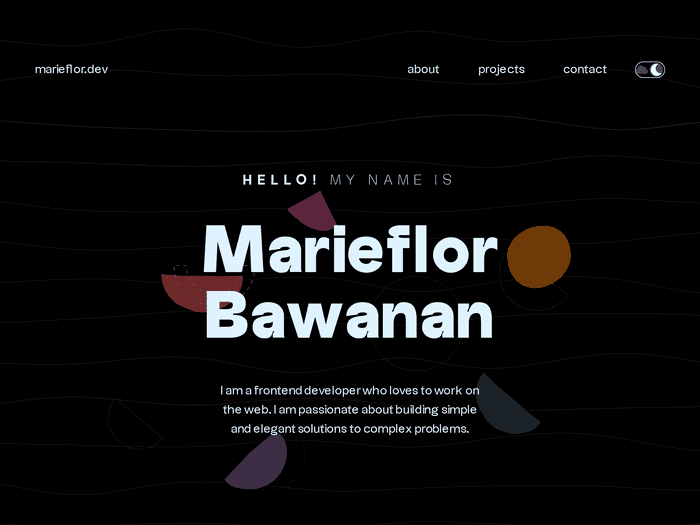 marieflor.dev
about projects contact
HELLO! MY NAME IS
Marieflor
Bawanan
I am a frontend developer who loves to work on
the web. I am passionate about building simple
and elegant solutions to complex problems.